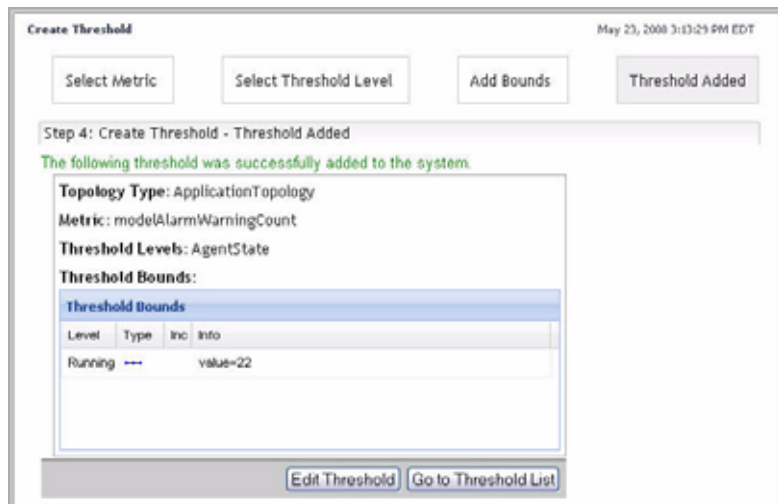 Create Threshold May 23, 2008 3:13:29 PM EDT
Select Metric Select Threshold Level Add Bounds Threshold Added
Step 4: Create Threshold - Threshold Added
The following threshold was successfully added to the system.
Topology Type: ApplicationTopology
Metric: modelAlarmWarningCount
Threshold Levels: AgentState
Threshold Bounds:
Threshold Bounds
Level Type Inc Info
Running value=22
Edit Threshold Go to Threshold List